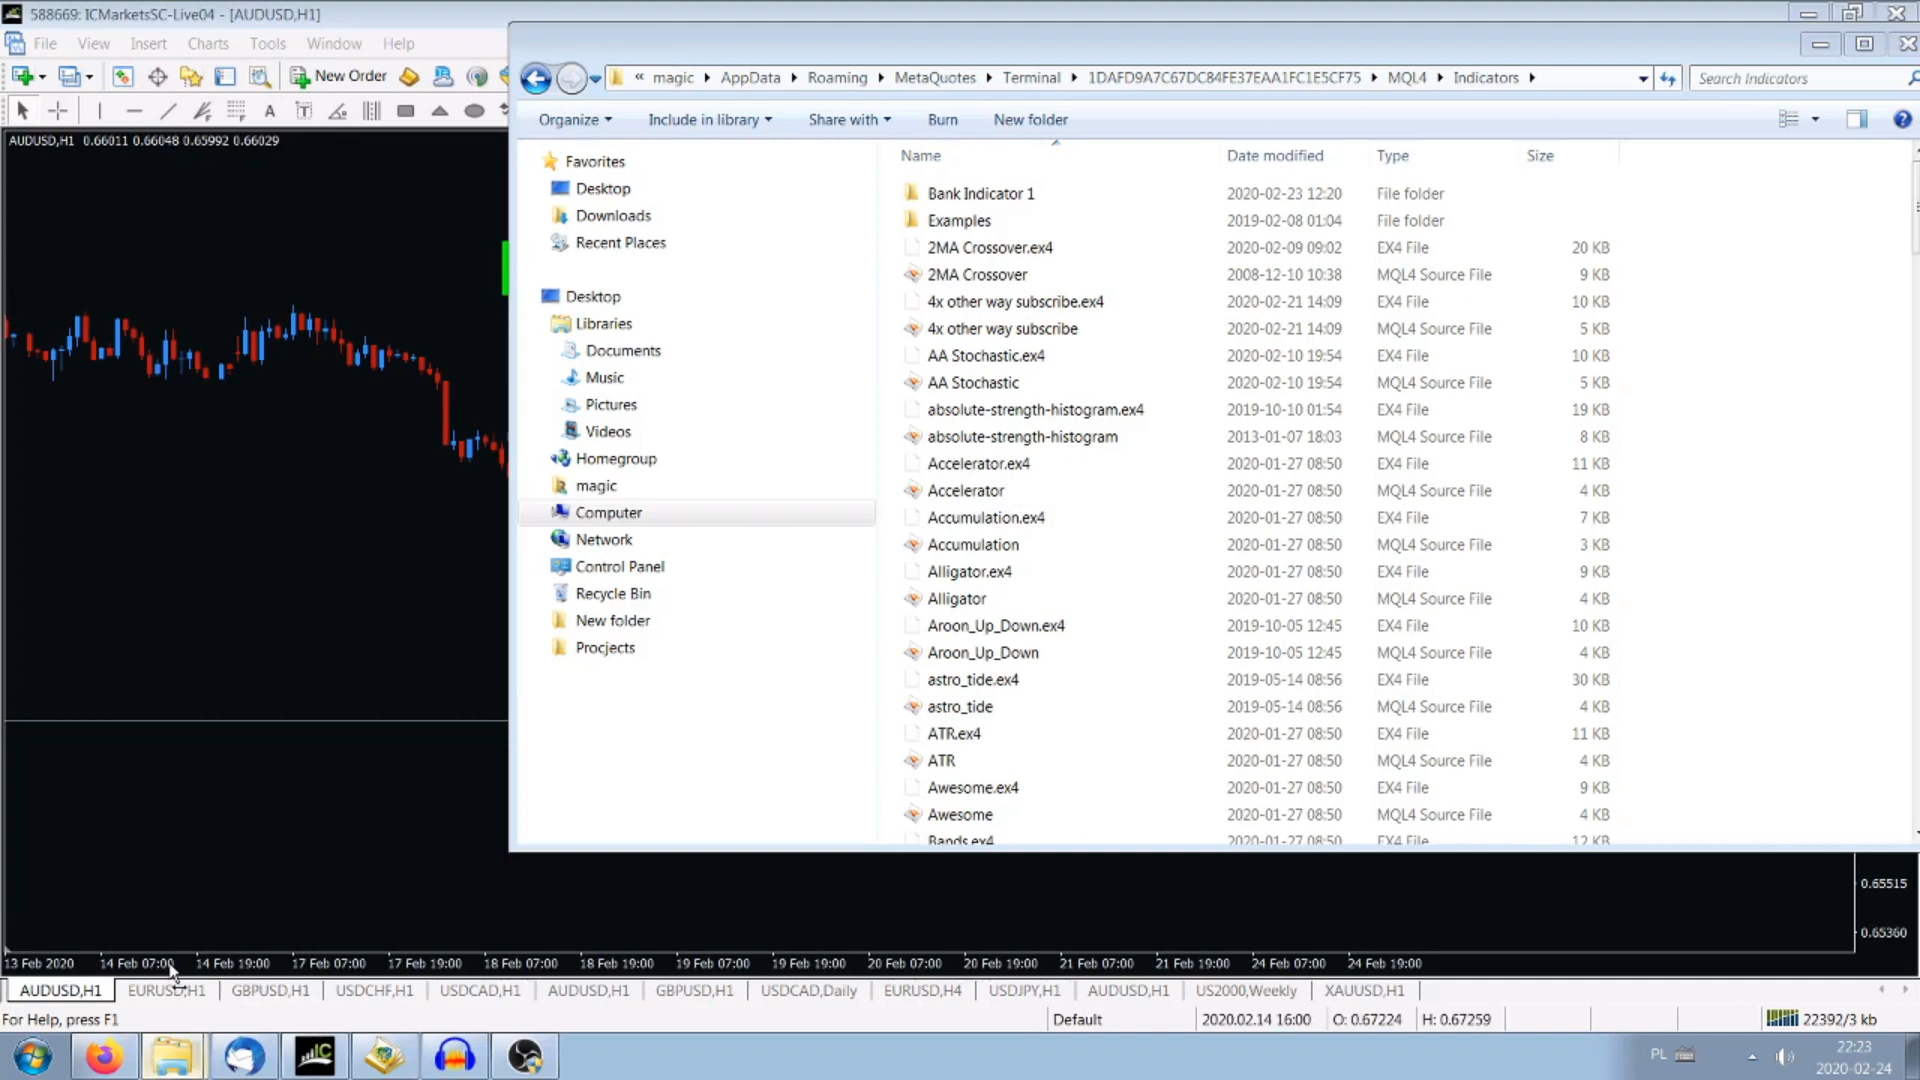 588669: ICMarketsSC-Live04 - [AUDUSD,H1]
File View Insert Charts Tools Window Help
New Order
A
T
AUDUSD,H1 0.66011 0.66048 0.65992 0.66029
« magic AppData Roaming MetaQuotes Terminal 1DAFD9A7C67DC84FE37EAA1FC1E5CF75 MQL4 Indicators
Search Indicators
Organize Include in library Share with Burn New folder
Favorites
Desktop
Downloads
Recent Places
Desktop
Libraries
Documents
Music
Pictures
Videos
Homegroup
magic
Computer
Network
Control Panel
Recycle Bin
New folder
Procjects
Name Date modified Type Size
Bank Indicator 1 2020-02-23 12:20 File folder
Examples 2019-02-08 01:04 File folder
2MA Crossover.ex4 2020-02-09 09:02 EX4 File 20 KB
2MA Crossover 2008-12-10 10:38 MQL4 Source File 9 KB
4x other way subscribe.ex4 2020-02-21 14:09 EX4 File 10 KB
4x other way subscribe 2020-02-21 14:09 MQL4 Source File 5 KB
AA Stochastic.ex4 2020-02-10 19:54 EX4 File 10 KB
AA Stochastic 2020-02-10 19:54 MQL4 Source File 5 KB
absolute-strength-histogram.ex4 2019-10-10 01:54 EX4 File 19 KB
absolute-strength-histogram 2013-01-07 18:03 MQL4 Source File 8 KB
Accelerator.ex4 2020-01-27 08:50 EX4 File 11 KB
Accelerator 2020-01-27 08:50 MQL4 Source File 4 KB
Accumulation.ex4 2020-01-27 08:50 EX4 File 7 KB
Accumulation 2020-01-27 08:50 MQL4 Source File 3 KB
Alligator.ex4 2020-01-27 08:50 EX4 File 9 KB
Alligator 2020-01-27 08:50 MQL4 Source File 4 KB
Aroon_Up_Down.ex4 2019-10-05 12:45 EX4 File 10 KB
Aroon_Up_Down 2019-10-05 12:45 MQL4 Source File 4 KB
astro_tide.ex4 2019-05-14 08:56 EX4 File 30 KB
astro_tide 2019-05-14 08:56 MQL4 Source File 4 KB
ATR.ex4 2020-01-27 08:50 EX4 File 11 KB
ATR 2020-01-27 08:50 MQL4 Source File 4 KB
Awesome.ex4 2020-01-27 08:50 EX4 File 9 KB
Awesome 2020-01-27 08:50 MQL4 Source File 4 KB
Bands.ex4 2020-01-27 08:50 EX4 File 12 KB
0.65515
0.65360
13 Feb 2020 14 Feb 07:00 14 Feb 19:00 17 Feb 07:00 17 Feb 19:00 18 Feb 07:00 18 Feb 19:00 19 Feb 07:00 19 Feb 19:00 20 Feb 07:00 20 Feb 19:00 21 Feb 07:00 21 Feb 19:00 24 Feb 07:00 24 Feb 19:00
AUDUSD,H1 EURUSD,H1 GBPUSD,H1 USDCHF,H1 USDCAD,H1 AUDUSD,H1 GBPUSD,H1 USDCAD,Daily EURUSD,H4 USDJPY,H1 AUDUSD,H1 US2000,Weekly XAUUSD,H1
For Help, press F1 Default 2020.02.14 16:00 O: 0.67224 H: 0.67259 22392/3 kb
IC
PL
22:23
2020-02-24